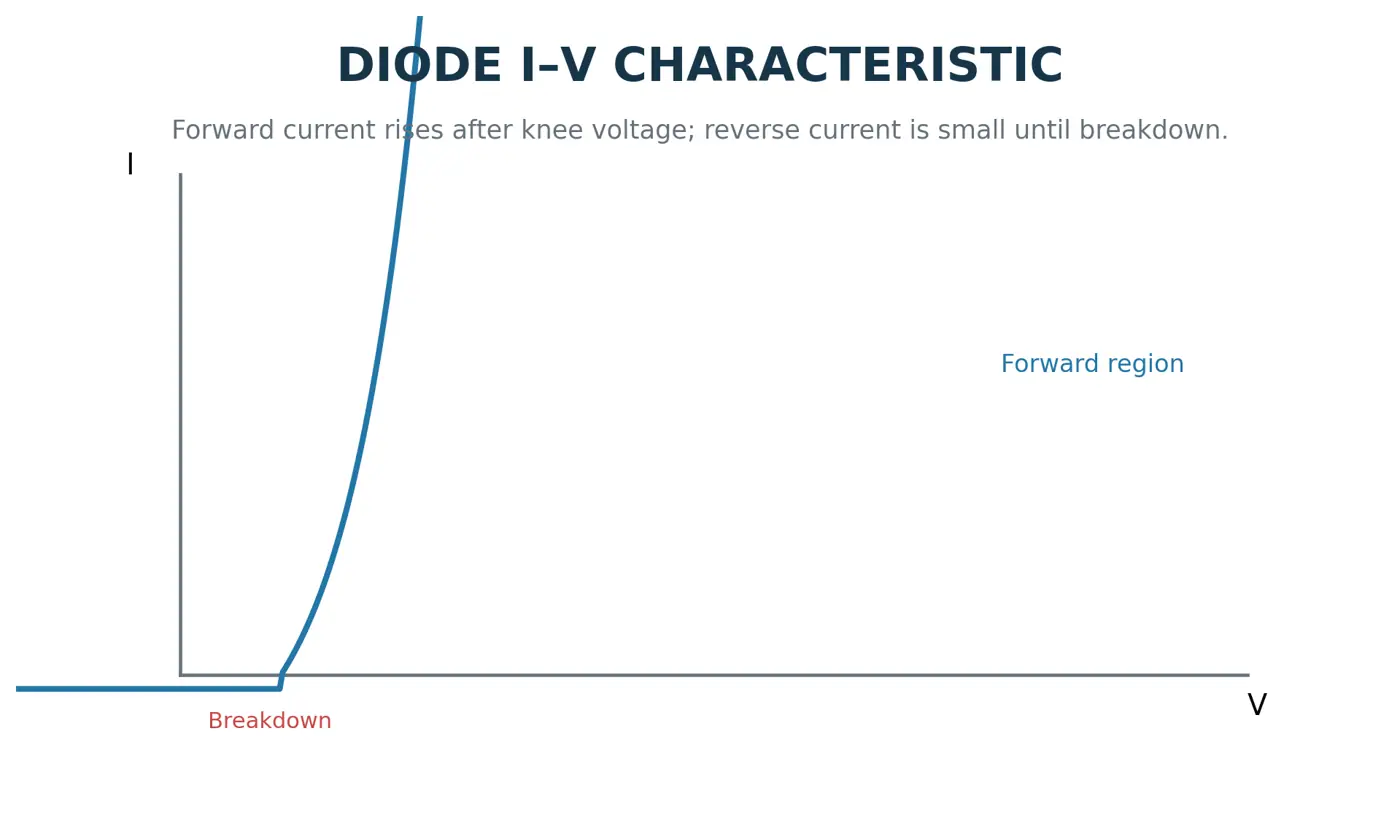 DIODE I–V CHARACTERISTIC
Forward current rises after knee voltage; reverse current is small until breakdown.
I
Forward region
V
Breakdown